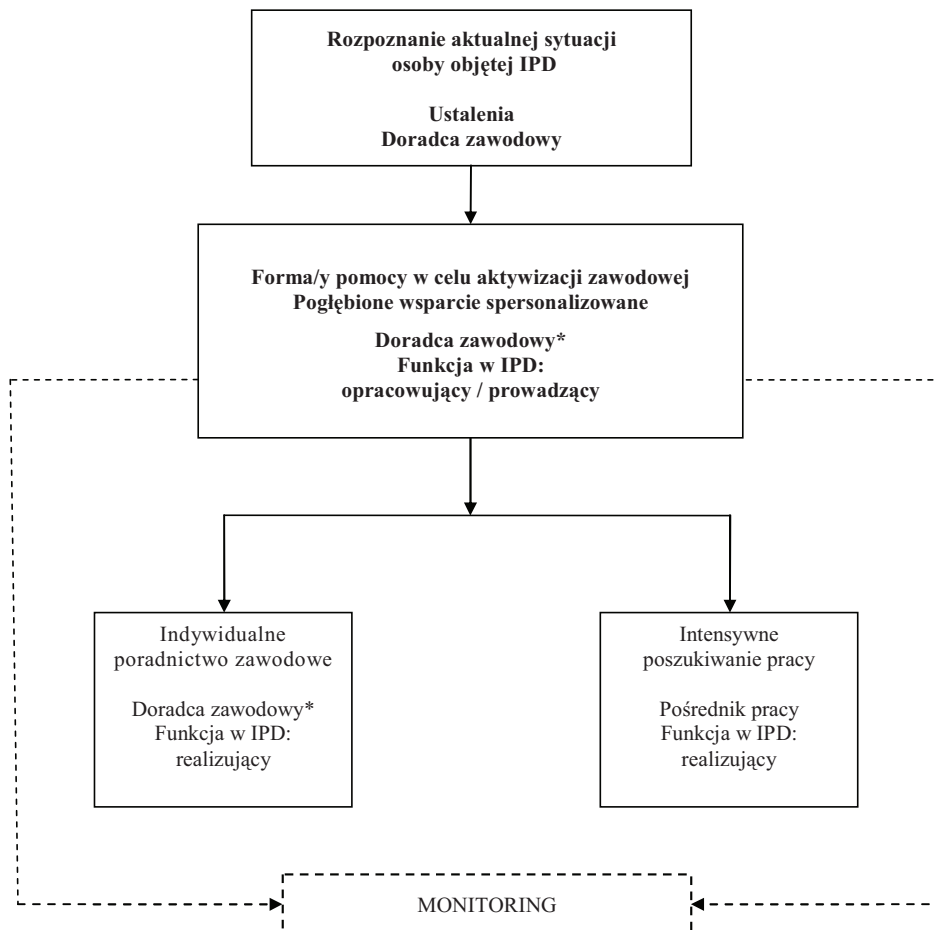 Rozpoznanie aktualnej sytuacji
osoby objętej IPD
Ustalenia
Doradca zawodowy
Forma/y pomocy w celu aktywizacji zawodowej
Pogłębione wsparcie spersonalizowane
Doradca zawodowy*
Funkcja w IPD:
opracowujący / prowadzący
Indywidualne
poradnictwo zawodowe
Doradca zawodowy*
Funkcja w IPD:
realizujący
Intensywne
poszukiwanie pracy
Pośrednik pracy
Funkcja w IPD:
realizujący
MONITORING